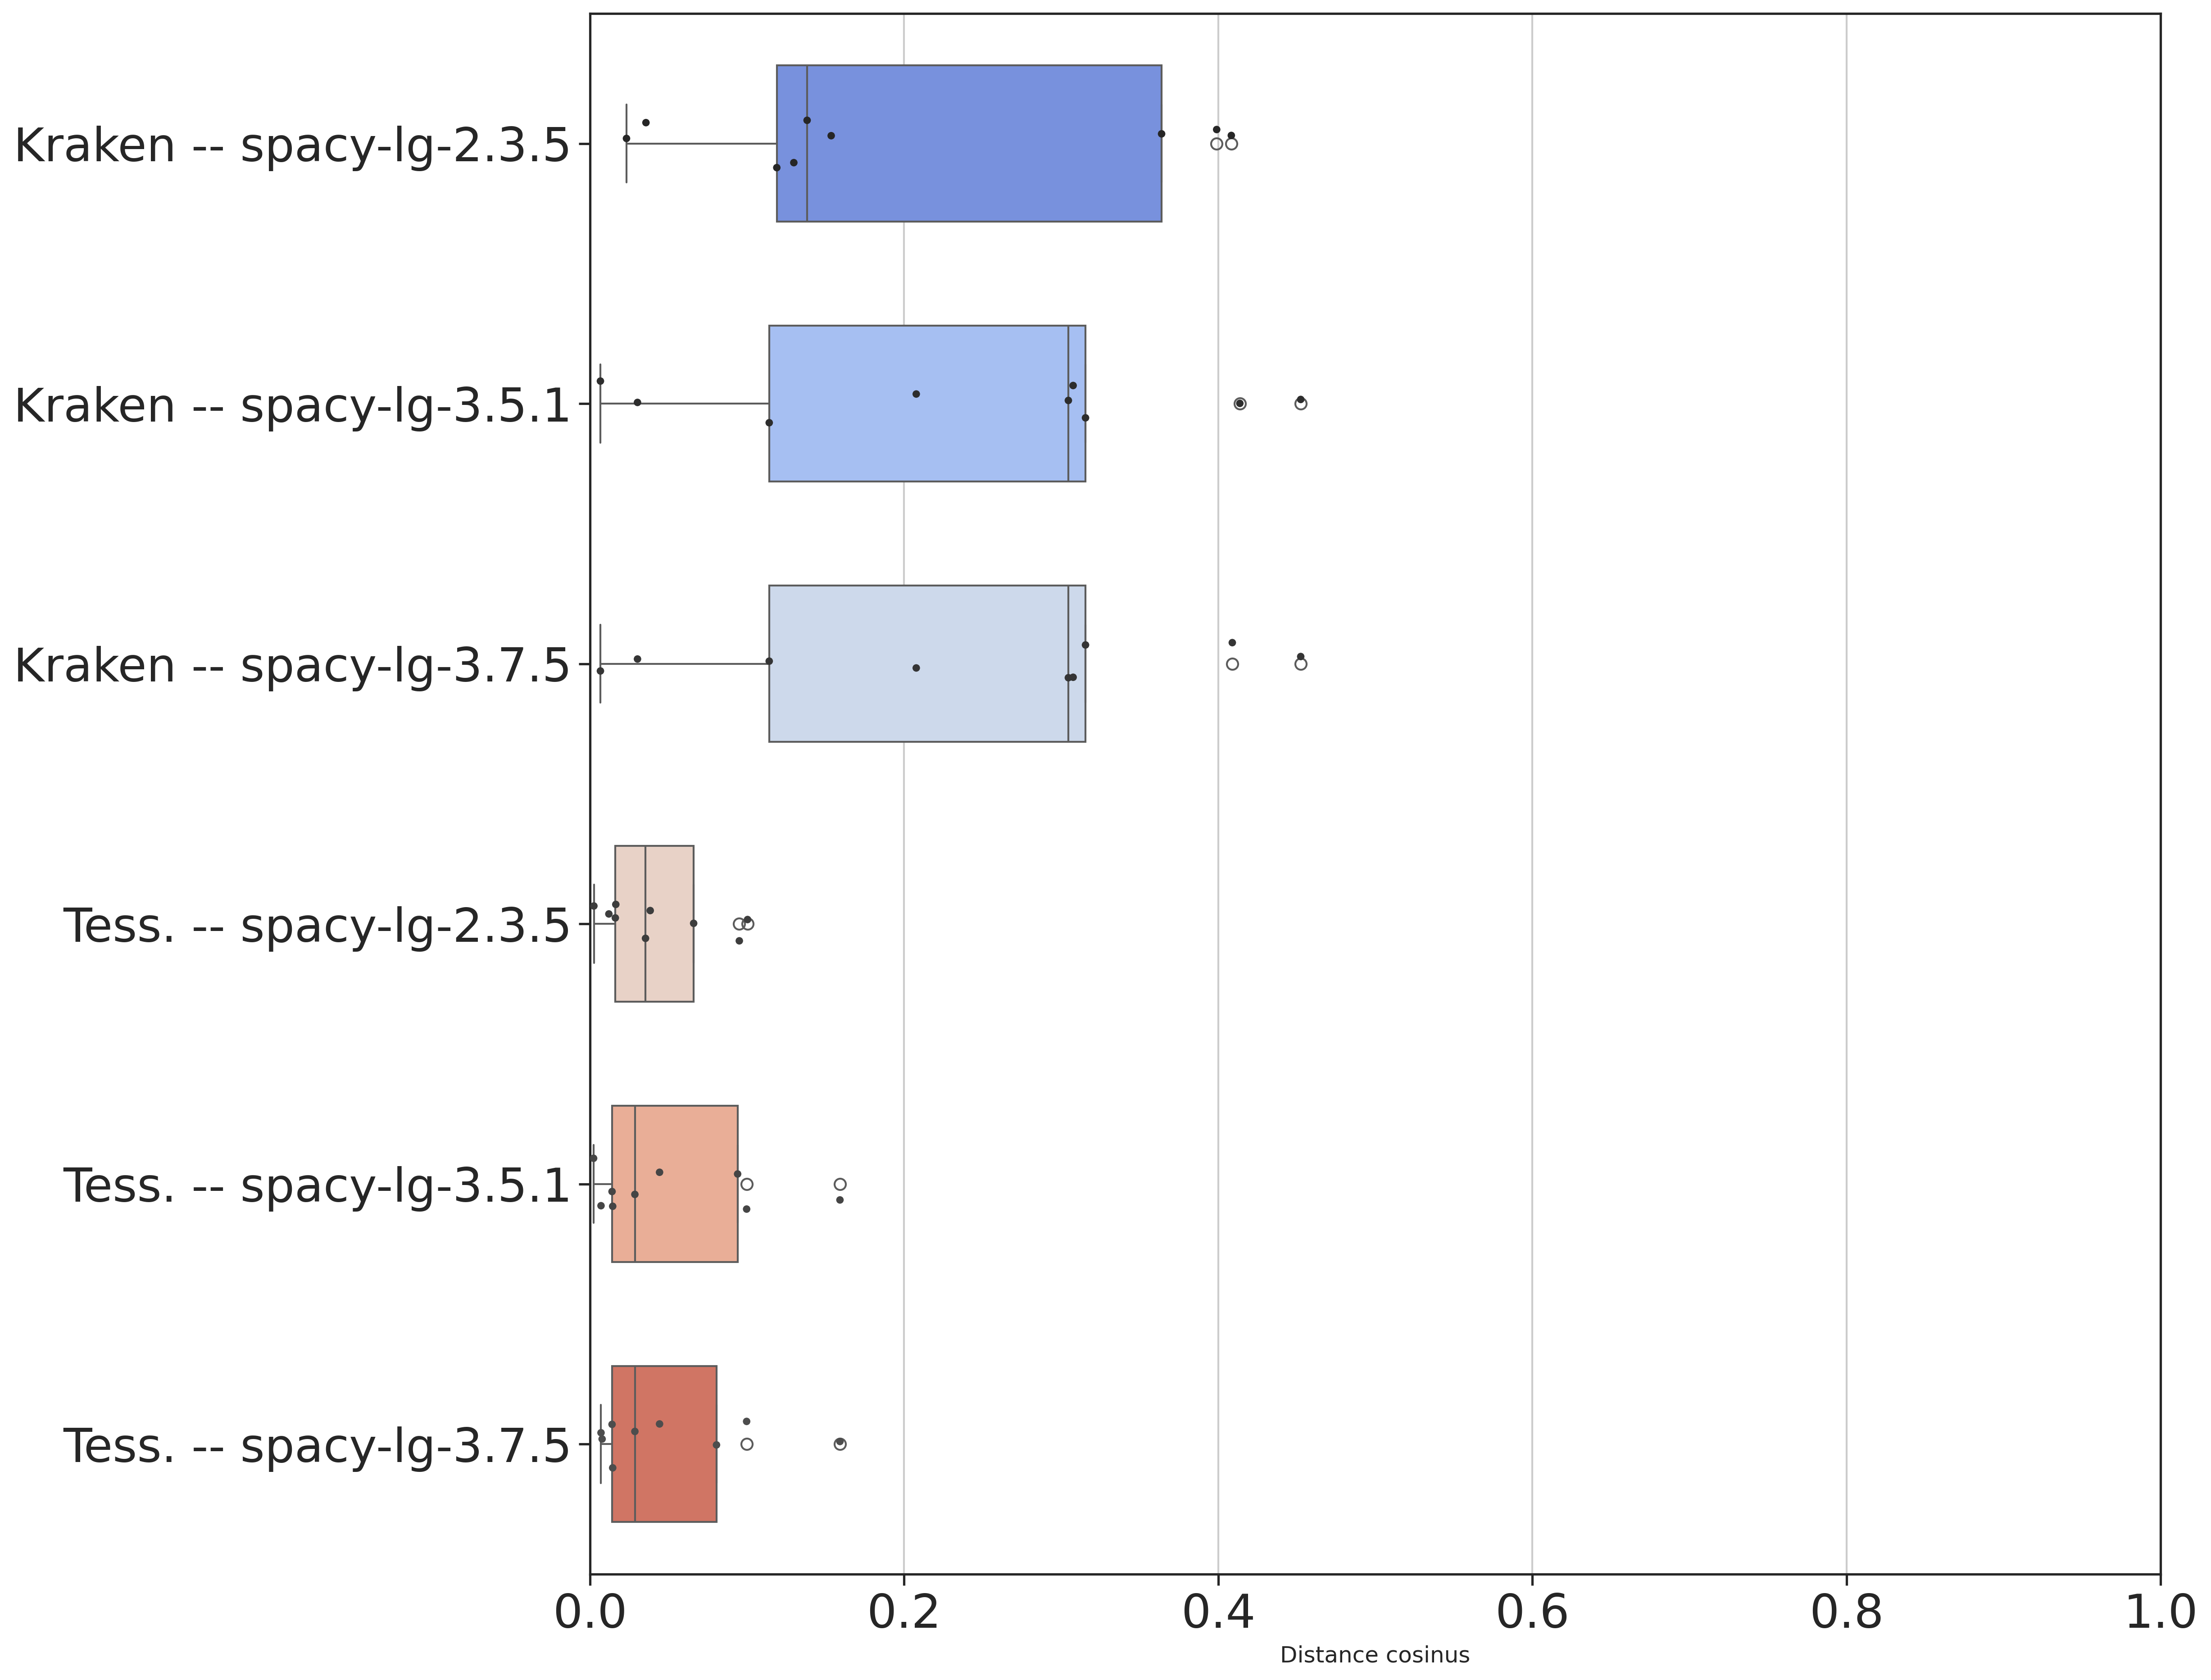 Kraken -- spacy-lg-2.3.5
Kraken -- spacy-lg-3.5.1
Kraken -- spacy-lg-3.7.5
Tess. -- spacy-lg-2.3.5
Tess. -- spacy-lg-3.5.1
Tess. -- spacy-lg-3.7.5
0.0 0.2 0.4 0.6 0.8 1.0
Distance cosinus